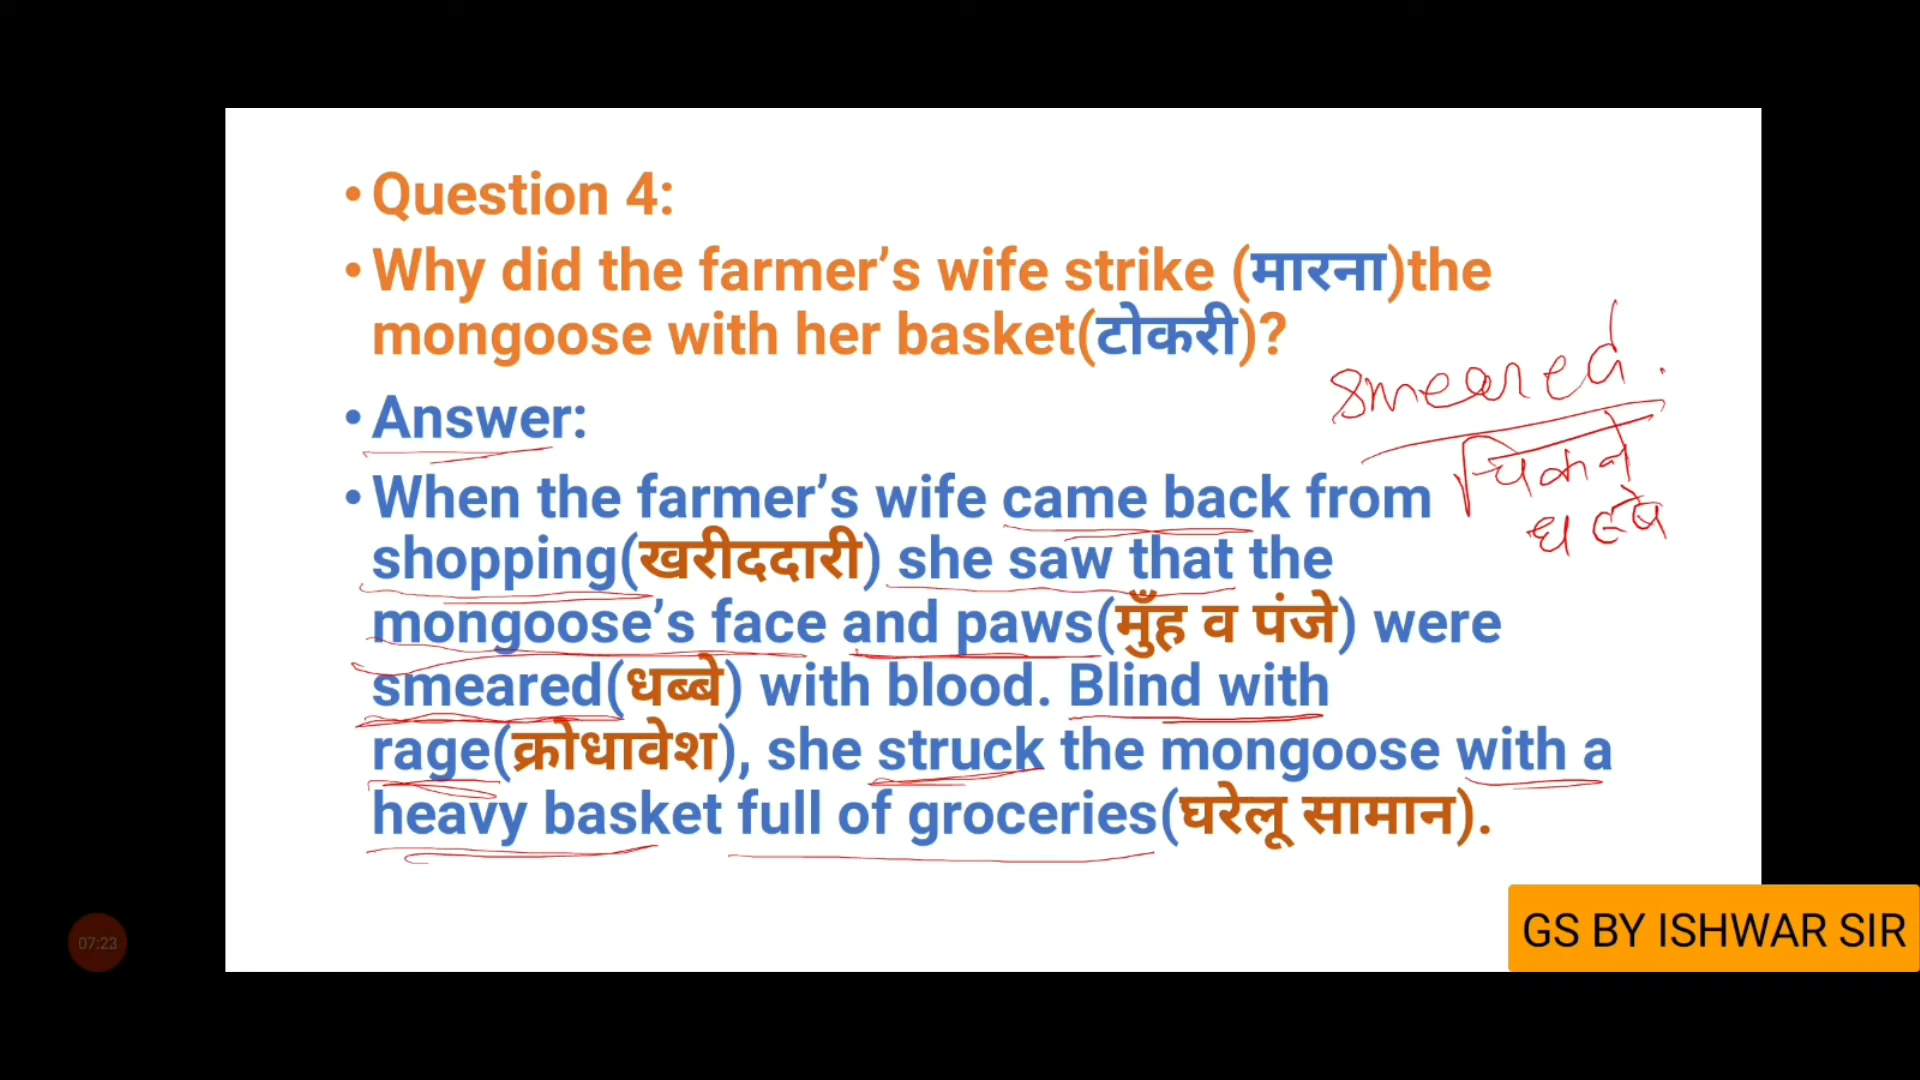 • Question 4:
• Why did the farmer’s wife strike (मारना)the
mongoose with her basket(टोकरी)?
• Answer:
• When the farmer’s wife came back from
shopping(खरीददारी) she saw that the
mongoose’s face and paws(मुँह व पंजे) were
smeared(धब्बे) with blood. Blind with
rage(क्रोधावेश), she struck the mongoose with a
heavy basket full of groceries(घरेलू सामान).
smeared.
चिकने
धब्बे
07:23
GS BY ISHWAR SIR